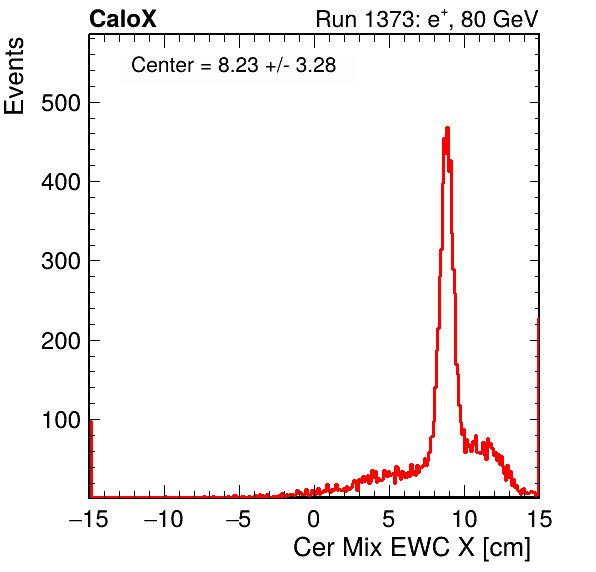 CaloX Run 1373: e⁺, 80 GeV
Center = 8.23 +/- 3.28
Events
500
400
300
200
100
−15 −10 −5 0 5 10 15
Cer Mix EWC X [cm]